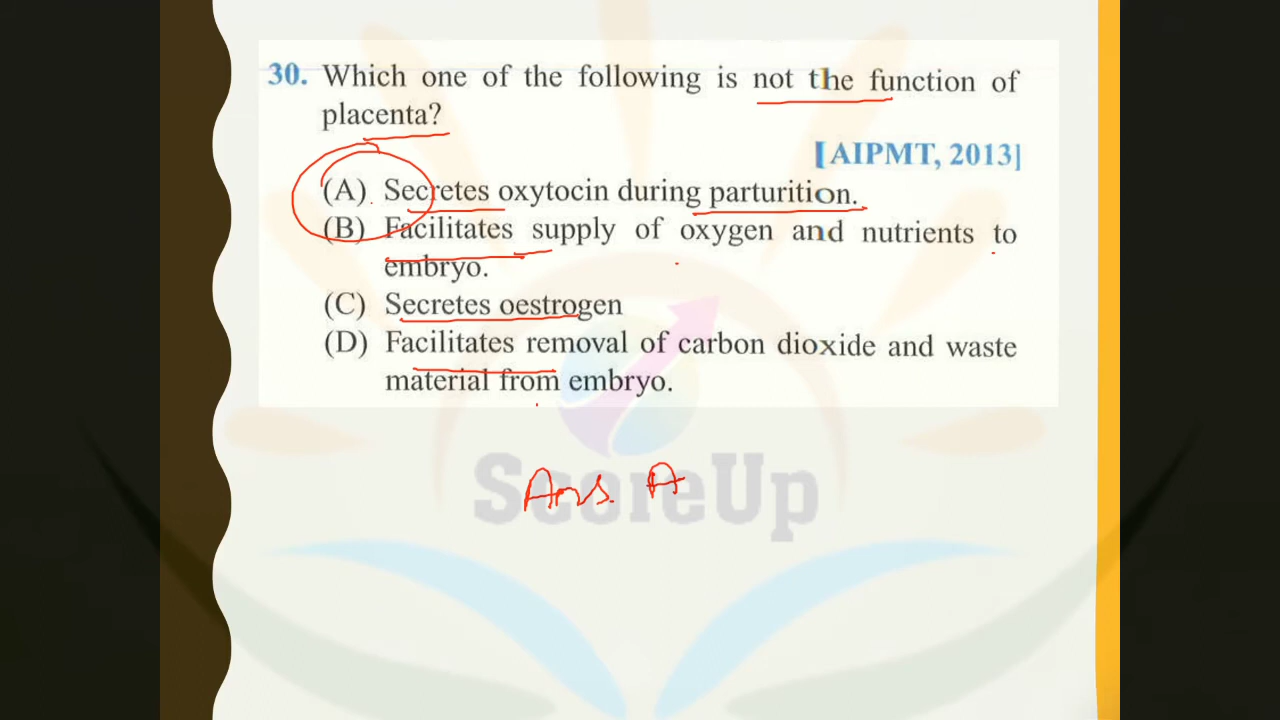 30. Which one of the following is not the function of
placenta?
[AIPMT, 2013]
(A) Secretes oxytocin during parturition.
(B) Facilitates supply of oxygen and nutrients to
embryo.
(C) Secretes oestrogen
(D) Facilitates removal of carbon dioxide and waste
material from embryo.
Ans. A
ScoreUp